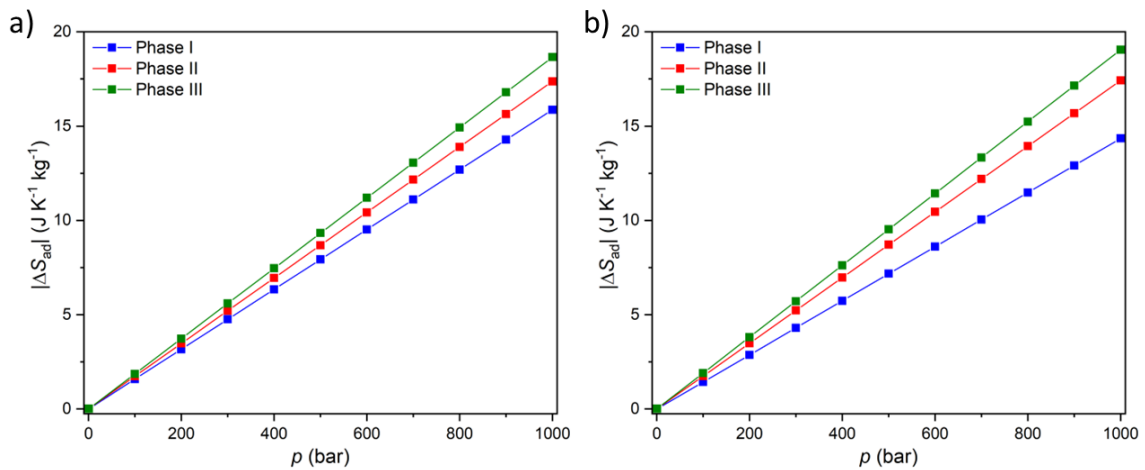 a)
20
15
10
5
0
|ΔS_ad| (J K⁻¹ kg⁻¹)
Phase I
Phase II
Phase III
0 200 400 600 800 1000
p (bar)
b)
20
15
10
5
0
|ΔS_ad| (J K⁻¹ kg⁻¹)
Phase I
Phase II
Phase III
0 200 400 600 800 1000
p (bar)